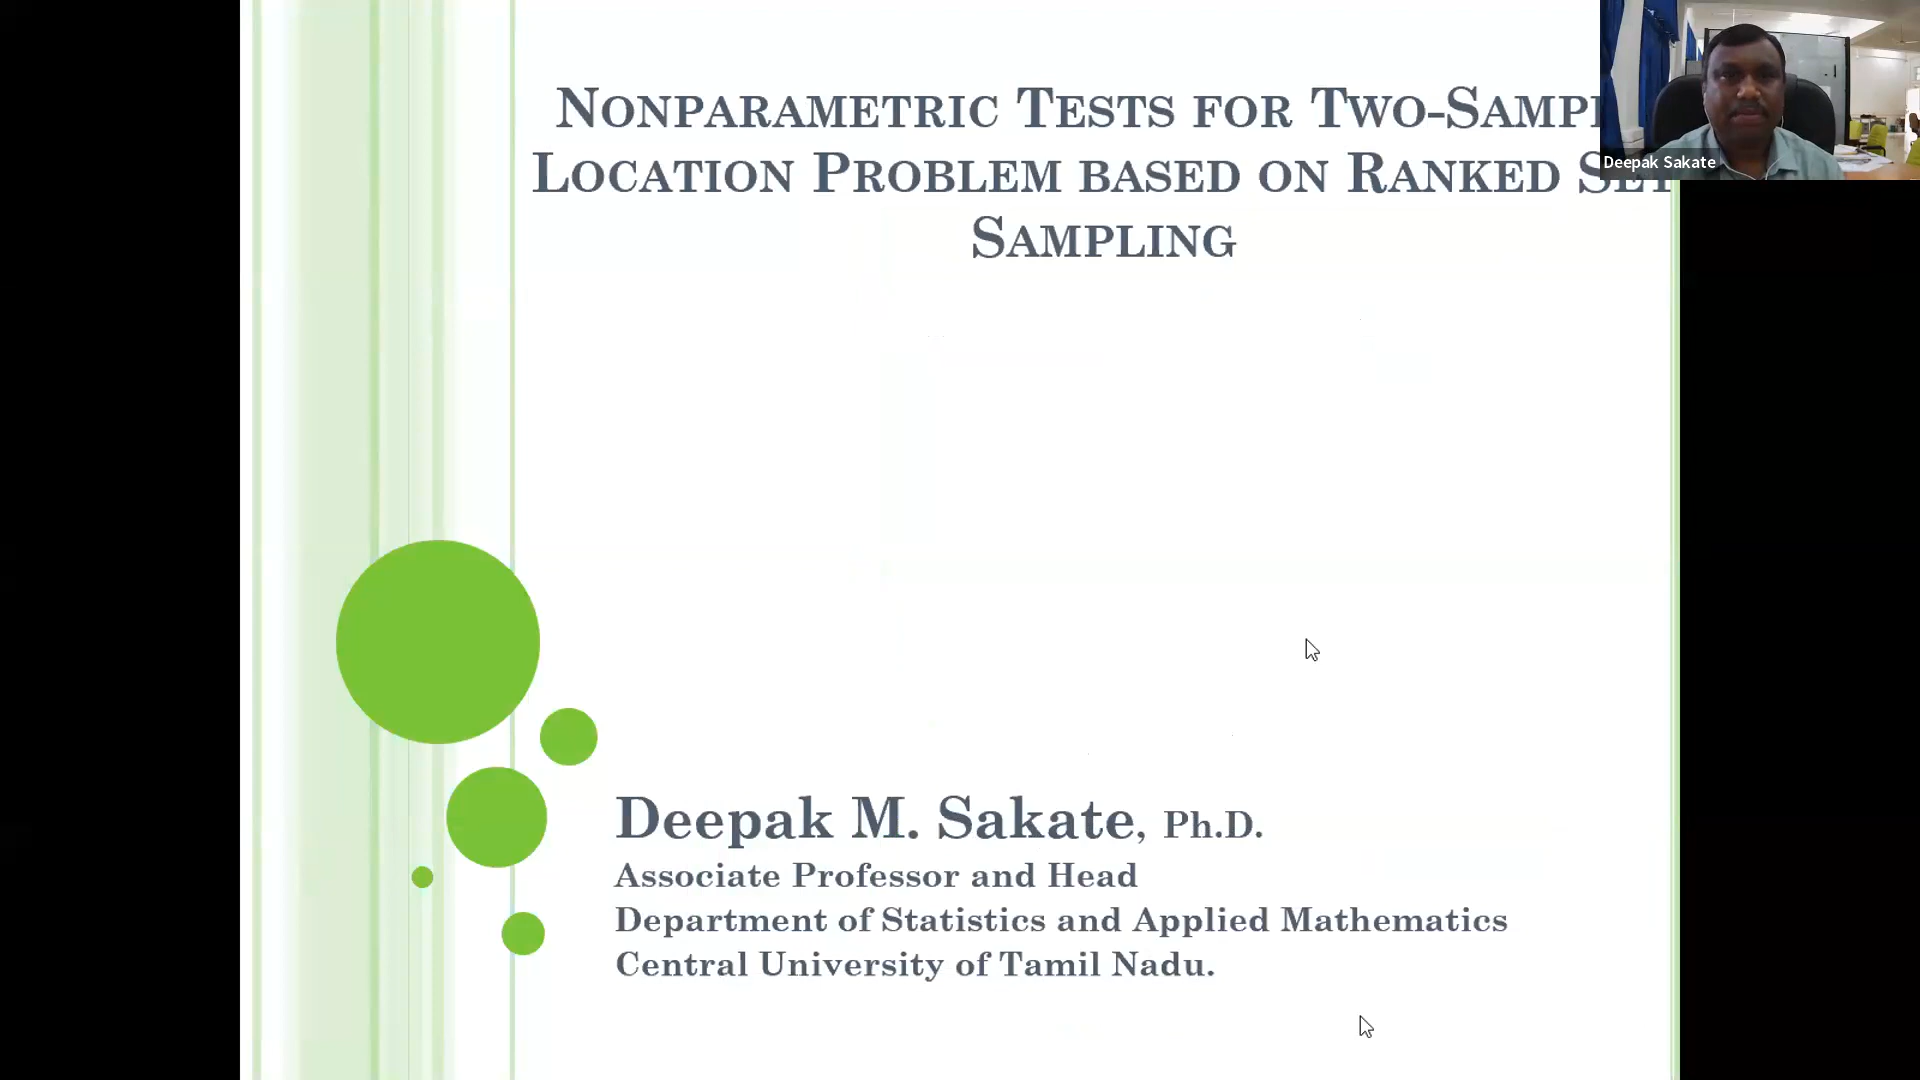 Nonparametric Tests for Two-Samp
Location Problem based on Ranked Set
Sampling
Deepak Sakate
Deepak M. Sakate, Ph.D.
Associate Professor and Head
Department of Statistics and Applied Mathematics
Central University of Tamil Nadu.